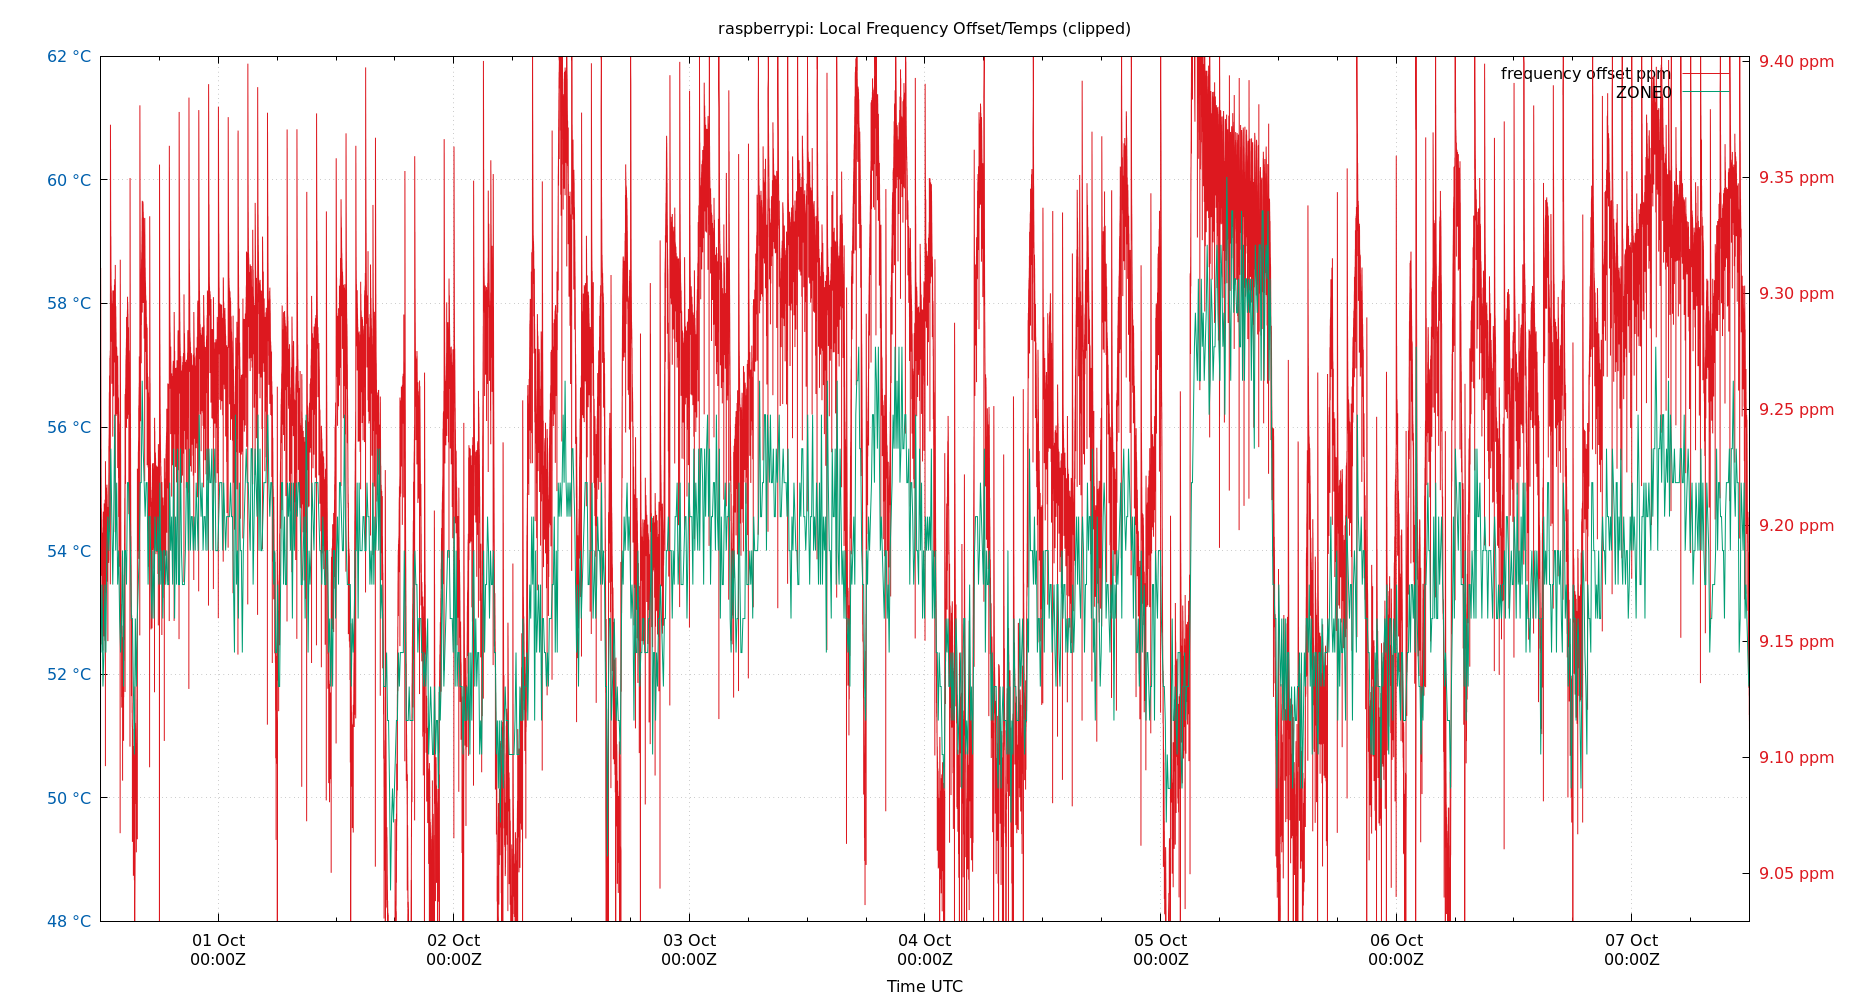 raspberrypi: Local Frequency Offset/Temps (clipped)
62 °C
60 °C
58 °C
56 °C
54 °C
52 °C
50 °C
48 °C
9.40 ppm
9.35 ppm
9.30 ppm
9.25 ppm
9.20 ppm
9.15 ppm
9.10 ppm
9.05 ppm
frequency offset ppm
ZONE0
01 Oct
00:00Z
02 Oct
00:00Z
03 Oct
00:00Z
04 Oct
00:00Z
05 Oct
00:00Z
06 Oct
00:00Z
07 Oct
00:00Z
Time UTC